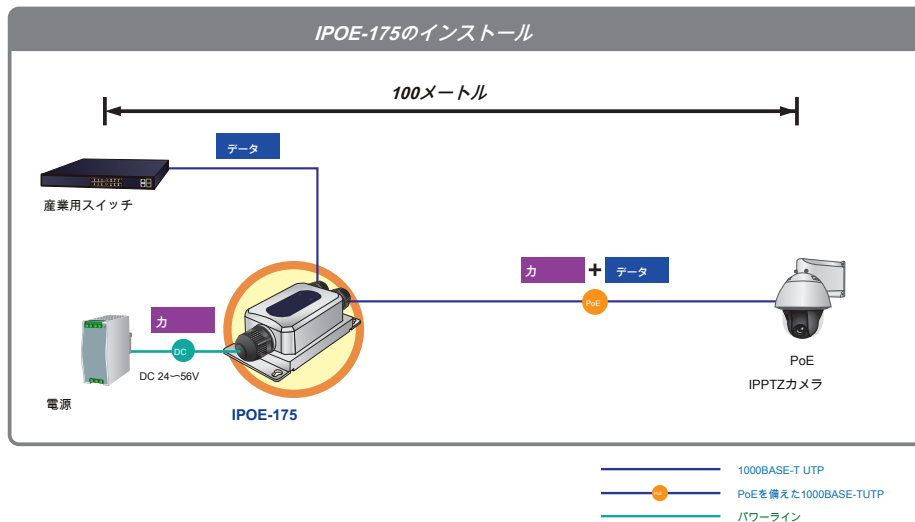 IPOE-175のインストール
100メートル
データ
産業用スイッチ
力
+
データ
PoE
力
DC
DC 24〜56V
電源
IPOE-175
PoE
IPPTZカメラ
1000BASE-T UTP
PoEを備えた1000BASE-TUTP
パワーライン